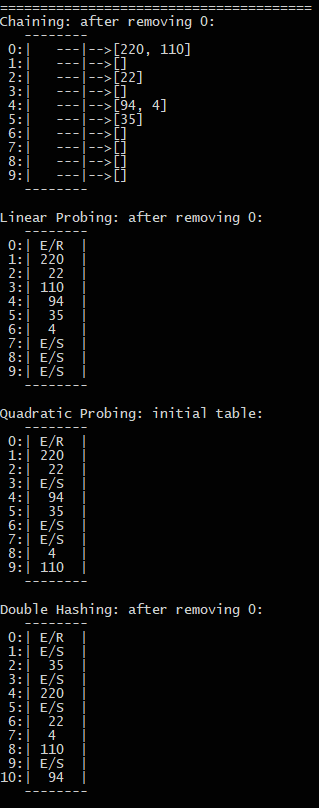 =======================================
Chaining: after removing 0:
   --------
 0:|   ---|-->[220, 110]
 1:|   ---|-->[]
 2:|   ---|-->[22]
 3:|   ---|-->[]
 4:|   ---|-->[94, 4]
 5:|   ---|-->[35]
 6:|   ---|-->[]
 7:|   ---|-->[]
 8:|   ---|-->[]
 9:|   ---|-->[]
   --------
Linear Probing: after removing 0:
   --------
 0:| E/R  |
 1:| 220  |
 2:|  22  |
 3:| 110  |
 4:|  94  |
 5:|  35  |
 6:|  4   |
 7:| E/S  |
 8:| E/S  |
 9:| E/S  |
   --------
Quadratic Probing: initial table:
   --------
 0:| E/R  |
 1:| 220  |
 2:|  22  |
 3:| E/S  |
 4:|  94  |
 5:|  35  |
 6:| E/S  |
 7:| E/S  |
 8:|  4   |
 9:| 110  |
   --------
Double Hashing: after removing 0:
   --------
 0:| E/R  |
 1:| E/S  |
 2:|  35  |
 3:| E/S  |
 4:| 220  |
 5:| E/S  |
 6:|  22  |
 7:|  4   |
 8:| 110  |
 9:| E/S  |
10:|  94  |
   --------